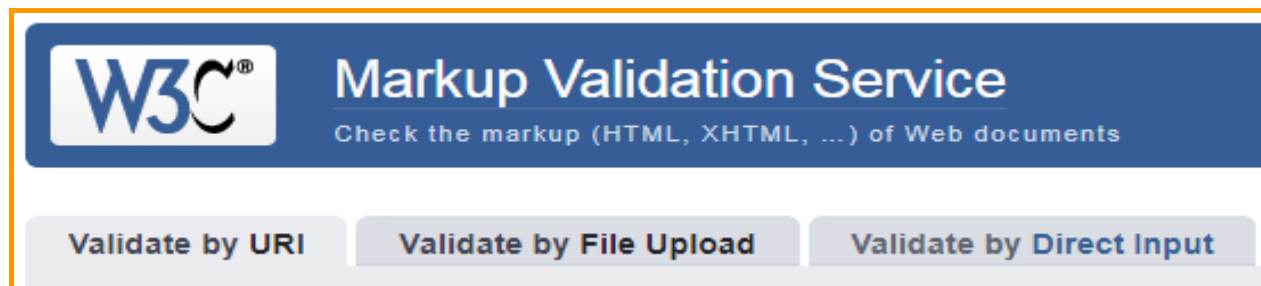 W3C®
Markup Validation Service
Check the markup (HTML, XHTML, ...) of Web documents
Validate by URI Validate by File Upload Validate by Direct Input